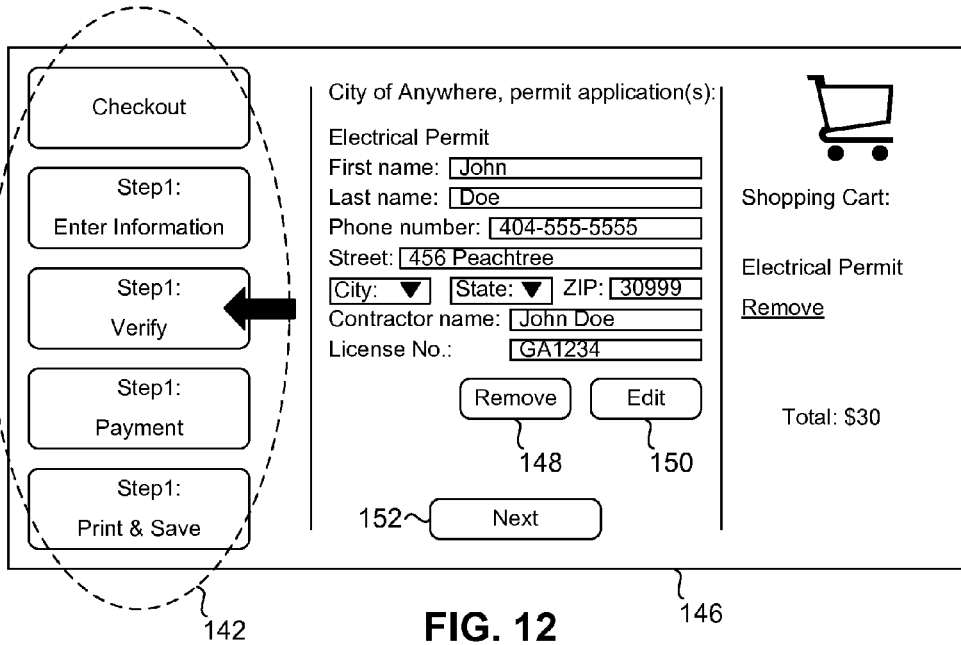 Checkout
Step1:
Enter Information
Step1:
Verify
Step1:
Payment
Step1:
Print & Save
142
City of Anywhere, permit application(s):
Electrical Permit
First name: John
Last name: Doe
Phone number: 404-555-5555
Street: 456 Peachtree
City: State: ZIP: 30999
Contractor name: John Doe
License No.: GA1234
Remove Edit
148 150
152 Next
Shopping Cart:
Electrical Permit
Remove
Total: $30
146
FIG. 12